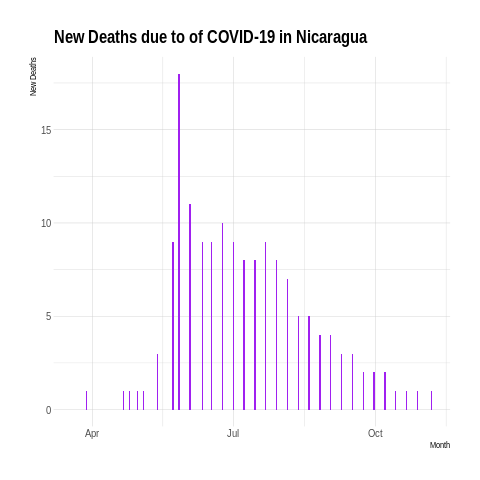 New Deaths due to of COVID-19 in Nicaragua
New Deaths
15
10
5
0
Apr Jul Oct
Month